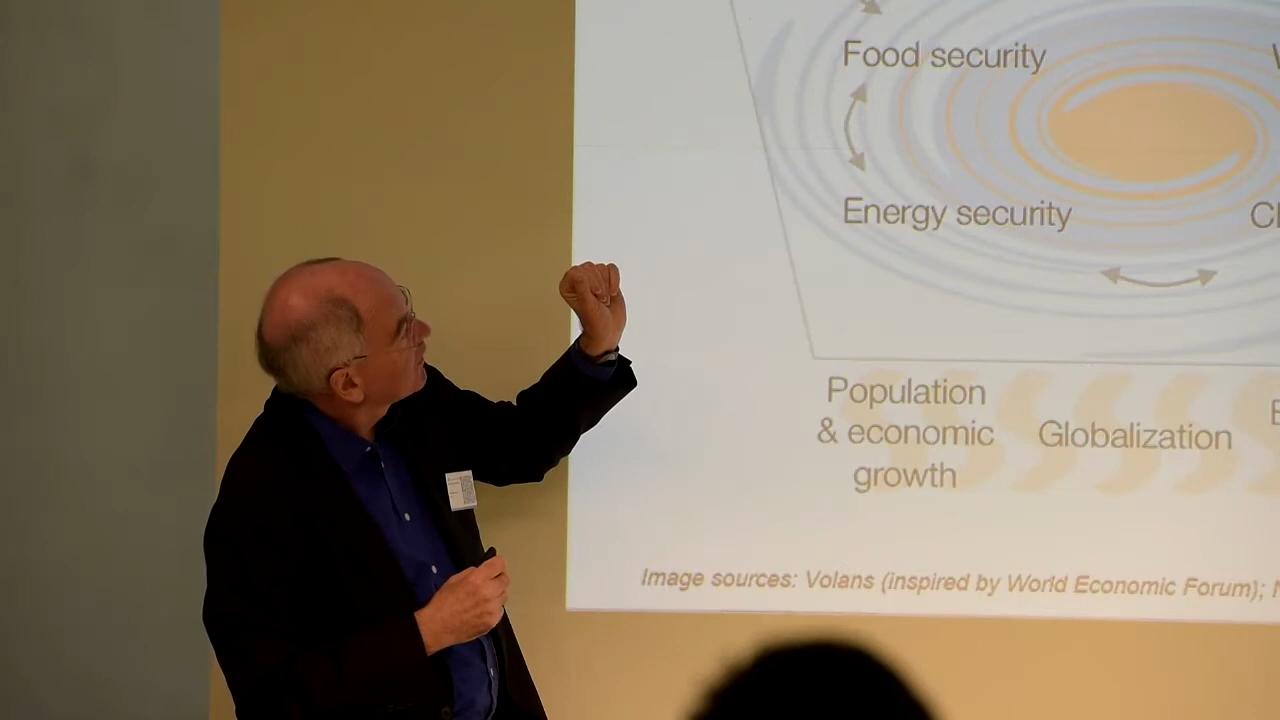 Food security
Energy security
Population
& economic
growth
Globalization
Image sources: Volans (inspired by World Economic Forum);